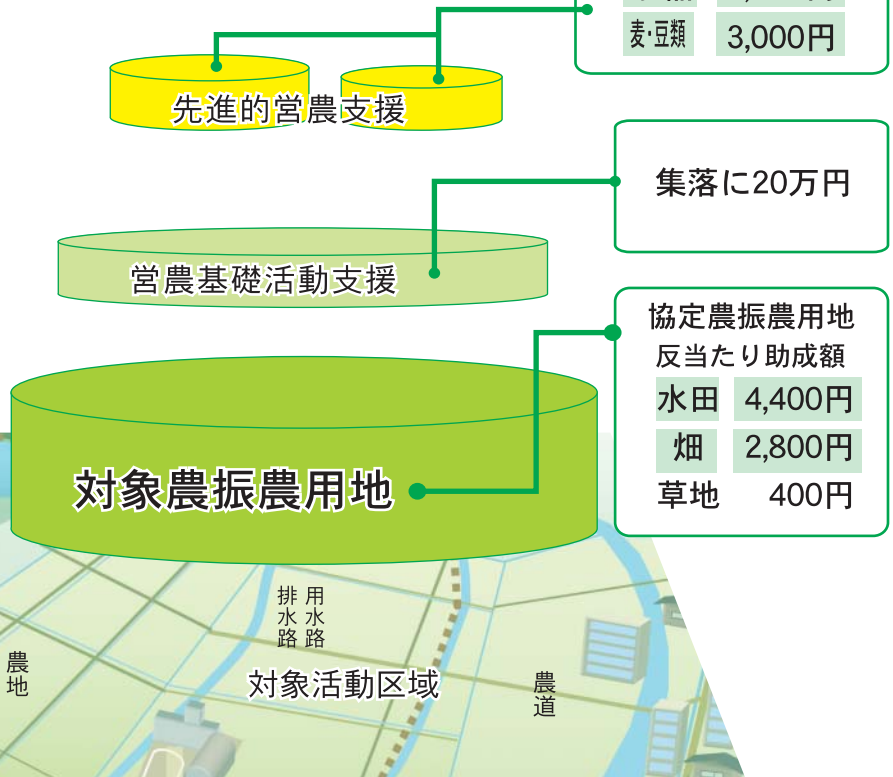 麦・豆類 3,000円
先進的営農支援
集落に20万円
営農基礎活動支援
協定農振農用地
反当たり助成額
水田 4,400円
畑 2,800円
草地 400円
対象農振農用地
用水路
排水路
農地
対象活動区域
農道